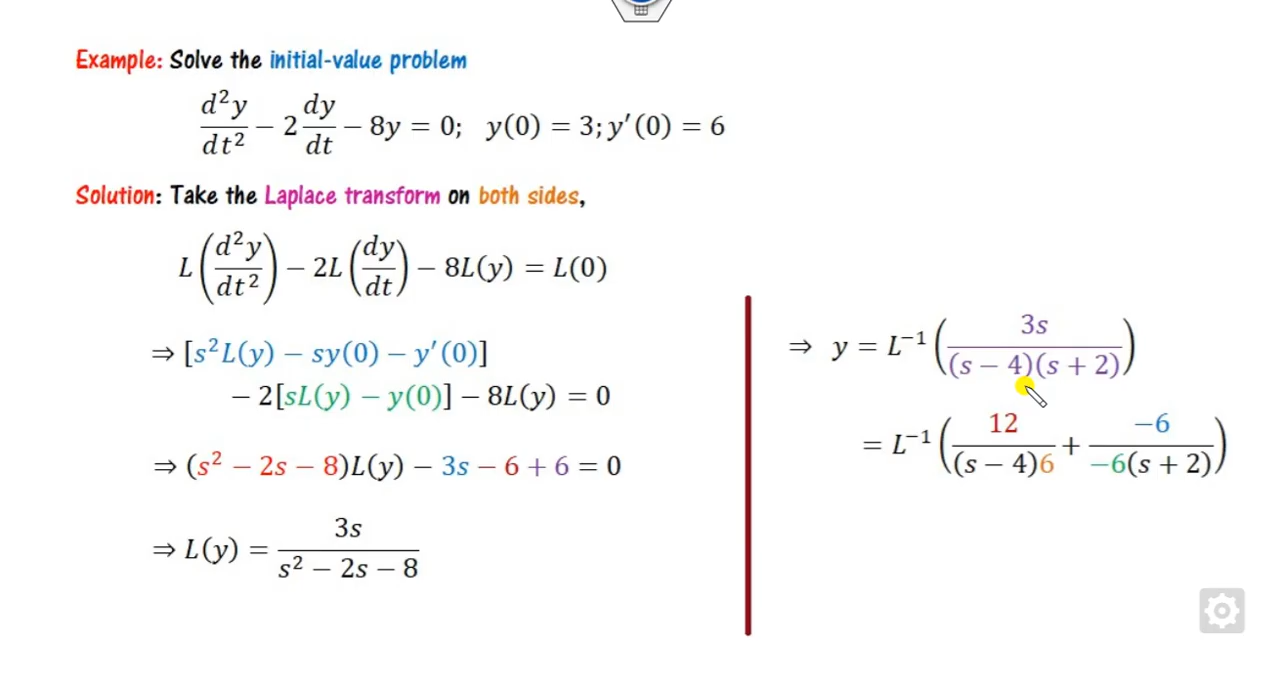 Example: Solve the initial-value problem
d²y/dt² − 2 dy/dt − 8y = 0; y(0) = 3; y′(0) = 6
Solution: Take the Laplace transform on both sides,
L(d²y/dt²) − 2L(dy/dt) − 8L(y) = L(0)
⇒ [s²L(y) − sy(0) − y′(0)]
− 2[sL(y) − y(0)] − 8L(y) = 0
⇒ (s² − 2s − 8)L(y) − 3s − 6 + 6 = 0
⇒ L(y) = 3s/(s² − 2s − 8)
⇒ y = L⁻¹(3s/((s − 4)(s + 2)))
= L⁻¹(12/((s − 4)6) + −6/(−6(s + 2)))